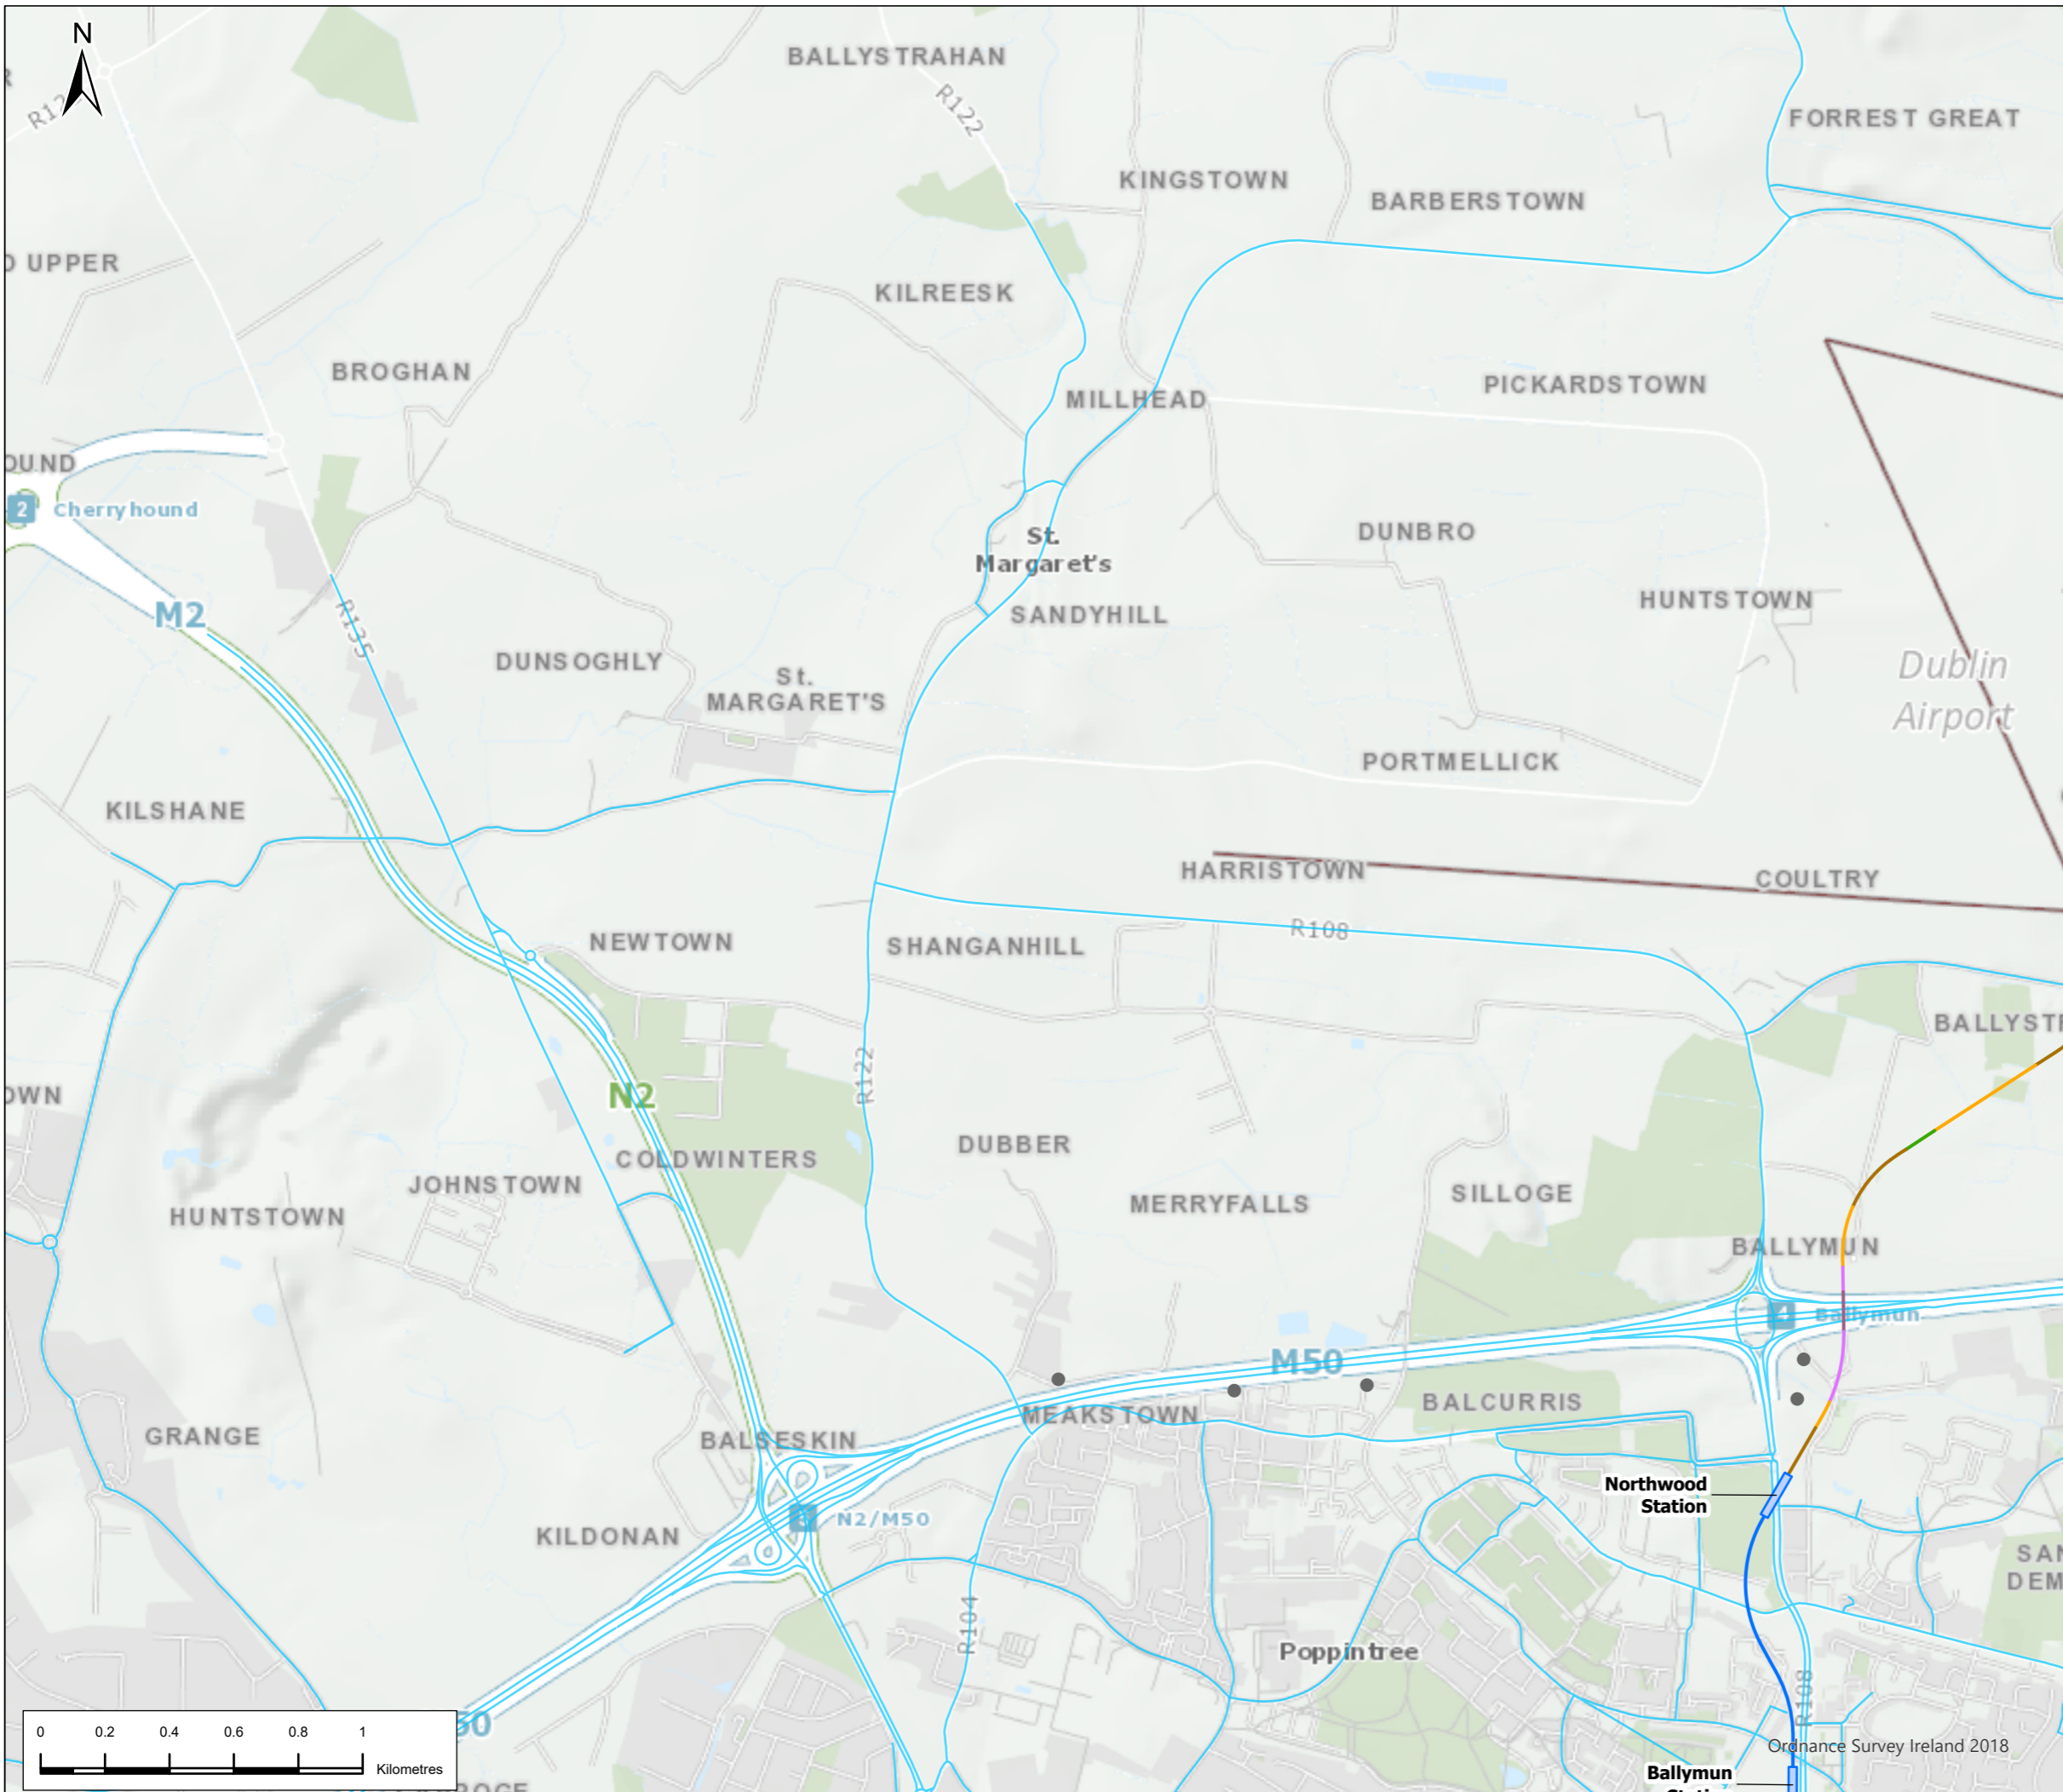 N
BALLYSTRAHAN
R122
FORREST GREAT
KINGSTOWN
BARBERSTOWN
UPPER
KILREESK
BROGHAN
MILLHEAD
PICKARDSTOWN
OUND
2 Cherryhound
St.
Margaret's
DUNBRO
HUNTSTOWN
M2
R135
SANDYHILL
DUNSOGHLY
St.
MARGARET'S
Dublin
Airport
PORTMELLICK
KILSHANE
HARRISTOWN
COULTRY
R108
NEWTOWN
SHANGANHILL
BALLYST
R122
OWN
N2
DUBBER
COLDWINTERS
JOHNSTOWN
MERRYFALLS
SILLOGE
HUNTSTOWN
BALLYMUN
4 Ballymun
M50
BALCURRIS
MEAKSTOWN
GRANGE
BALSESKIN
Northwood
Station
N2/M50
KILDONAN
SAN
DEM
R104
Poppintree
R108
50
0 0.2 0.4 0.6 0.8 1
Kilometres
Ordnance Survey Ireland 2018
Ballymun